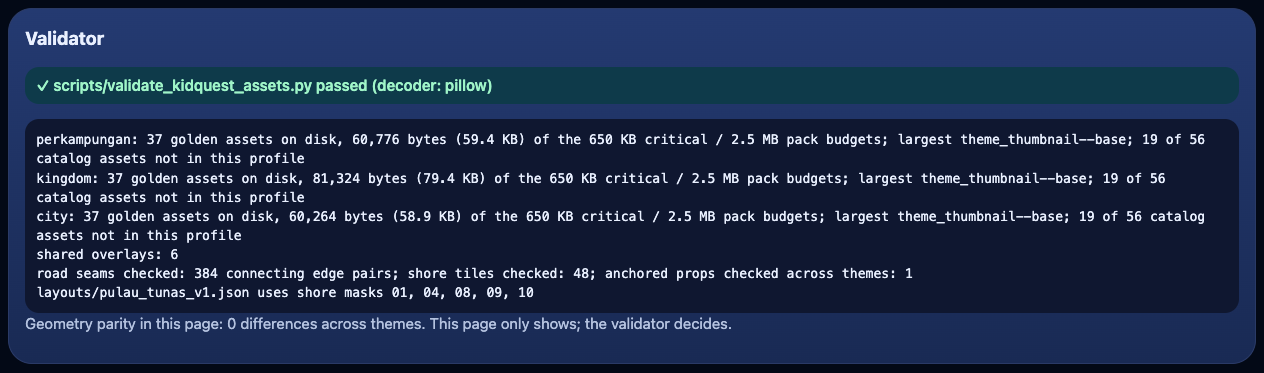 Validator
✓ scripts/validate_kidquest_assets.py passed (decoder: pillow)
perkampungan: 37 golden assets on disk, 60,776 bytes (59.4 KB) of the 650 KB critical / 2.5 MB pack budgets; largest theme_thumbnail--base; 19 of 56
catalog assets not in this profile
kingdom: 37 golden assets on disk, 81,324 bytes (79.4 KB) of the 650 KB critical / 2.5 MB pack budgets; largest theme_thumbnail--base; 19 of 56
catalog assets not in this profile
city: 37 golden assets on disk, 60,264 bytes (58.9 KB) of the 650 KB critical / 2.5 MB pack budgets; largest theme_thumbnail--base; 19 of 56 catalog
assets not in this profile
shared overlays: 6
road seams checked: 384 connecting edge pairs; shore tiles checked: 48; anchored props checked across themes: 1
layouts/pulau_tunas_v1.json uses shore masks 01, 04, 08, 09, 10
Geometry parity in this page: 0 differences across themes. This page only shows; the validator decides.